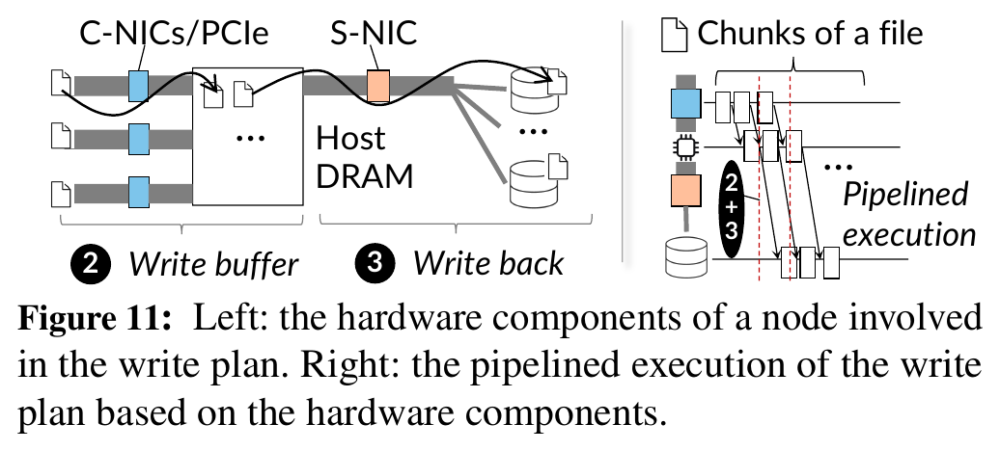 C-NICs/PCIe
S-NIC
Chunks of a file
...
...
Host
DRAM
...
2
+
3
Pipelined
execution
2 Write buffer
3 Write back
Figure 11: Left: the hardware components of a node involved
in the write plan. Right: the pipelined execution of the write
plan based on the hardware components.